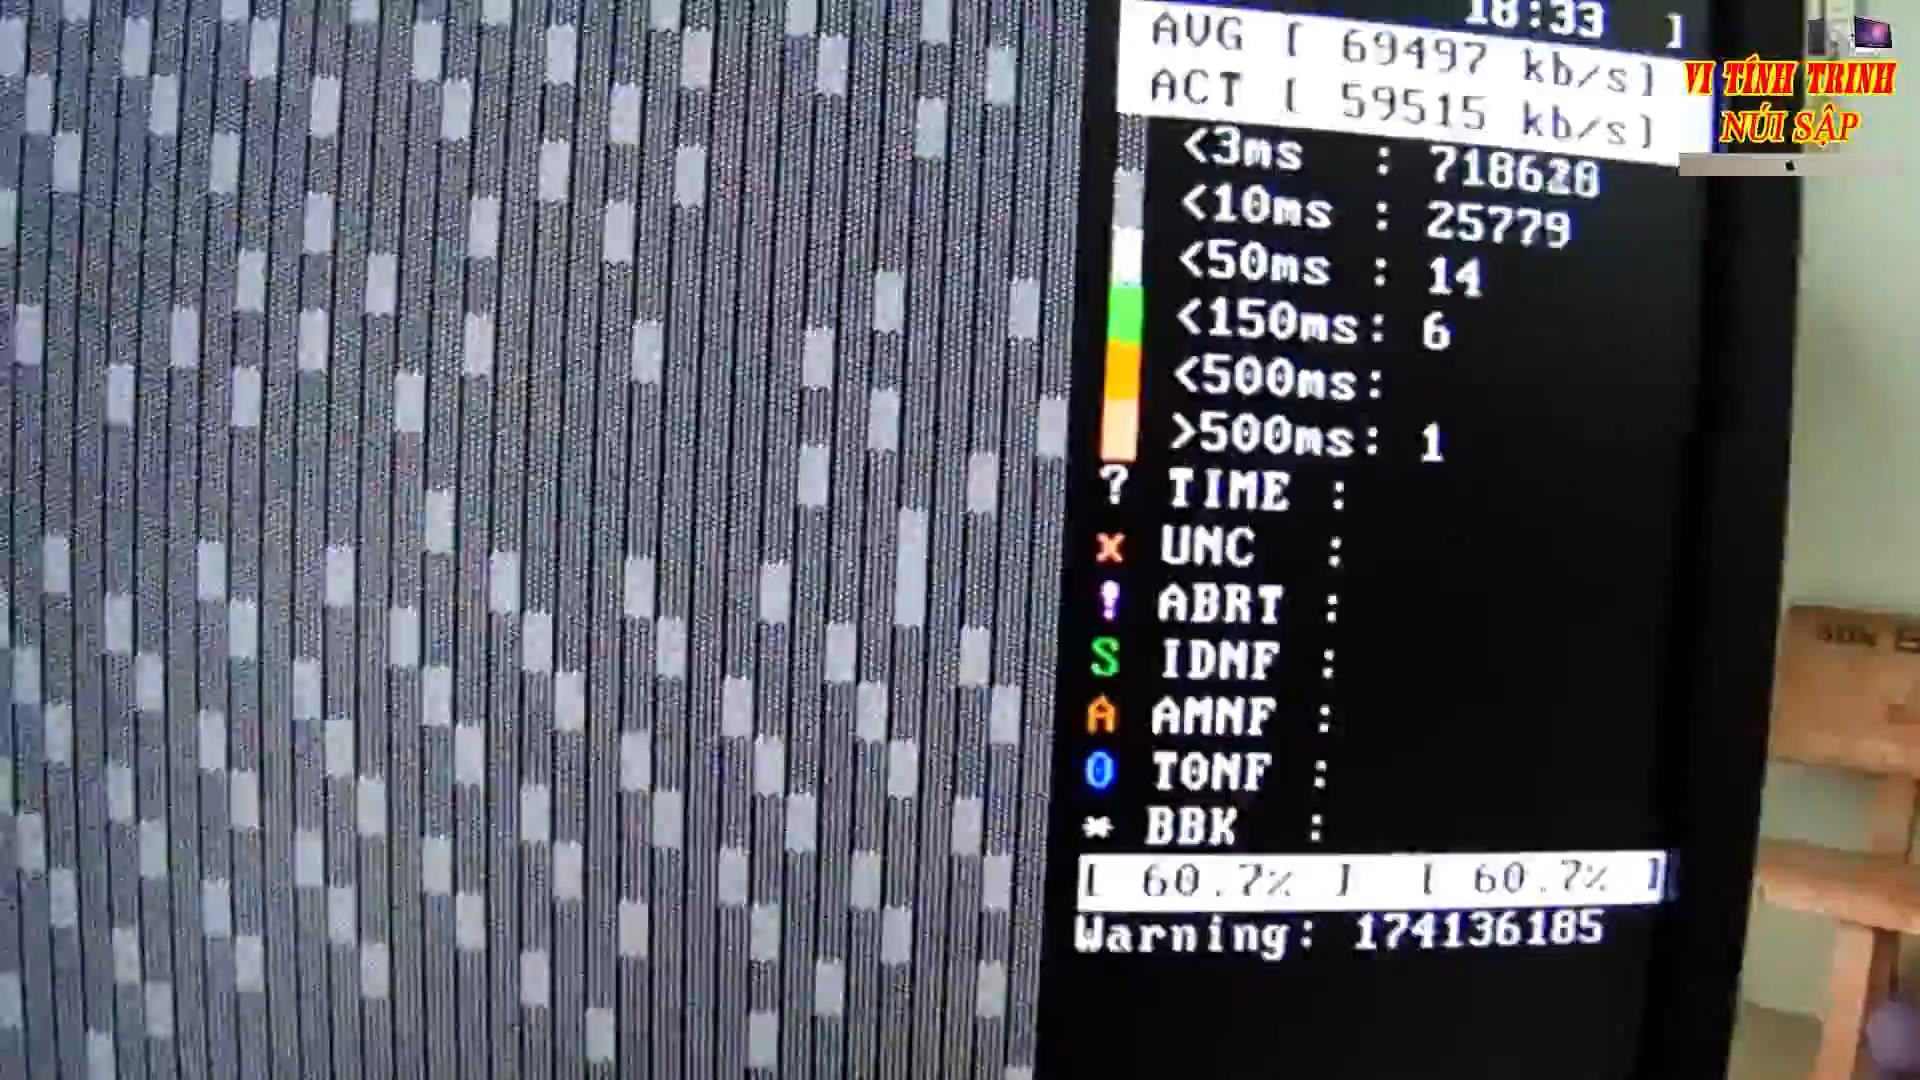 18:33 ]
AVG [ 69497 kb/s]
ACT [ 59515 kb/s]
VI TÍNH TRINH
NÚI SẬP
<3ms : 718628
<10ms : 25779
<50ms : 14
<150ms: 6
<500ms:
>500ms: 1
? TIME :
x UNC :
! ABRT :
S IDNF :
A AMNF :
0 T0NF :
* BBK :
[ 60.7% ] [ 60.7% ]
Warning: 174136185